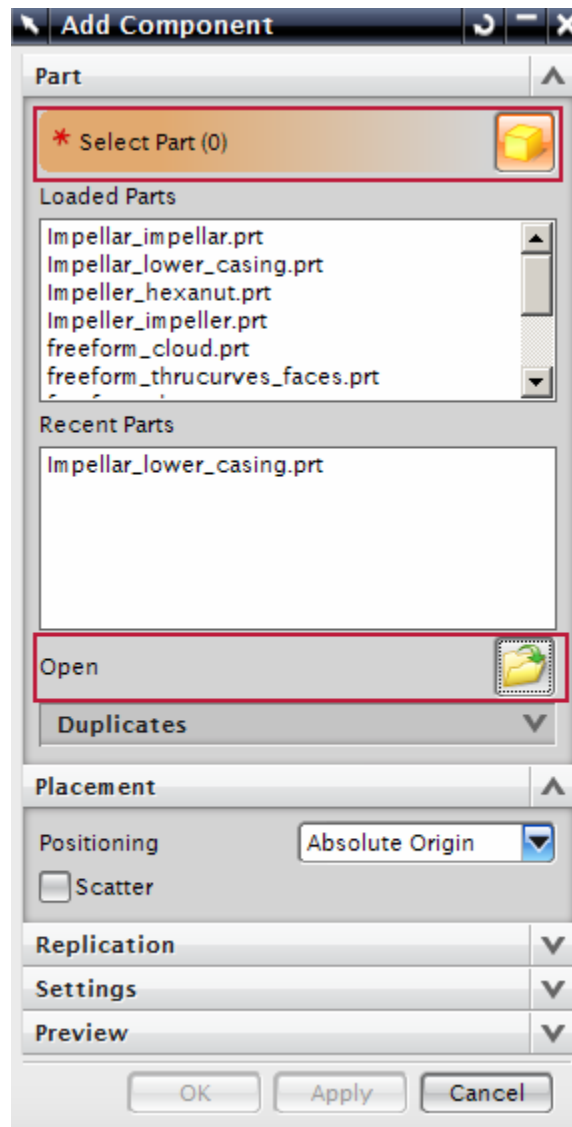 Add Component
Part
* Select Part (0)
Loaded Parts
Impellar_impellar.prt
Impellar_lower_casing.prt
Impeller_hexanut.prt
Impeller_impeller.prt
freeform_cloud.prt
freeform_thrucurves_faces.prt
Recent Parts
Impellar_lower_casing.prt
Open
Duplicates
Placement
Positioning Absolute Origin
Scatter
Replication
Settings
Preview
OK Apply Cancel